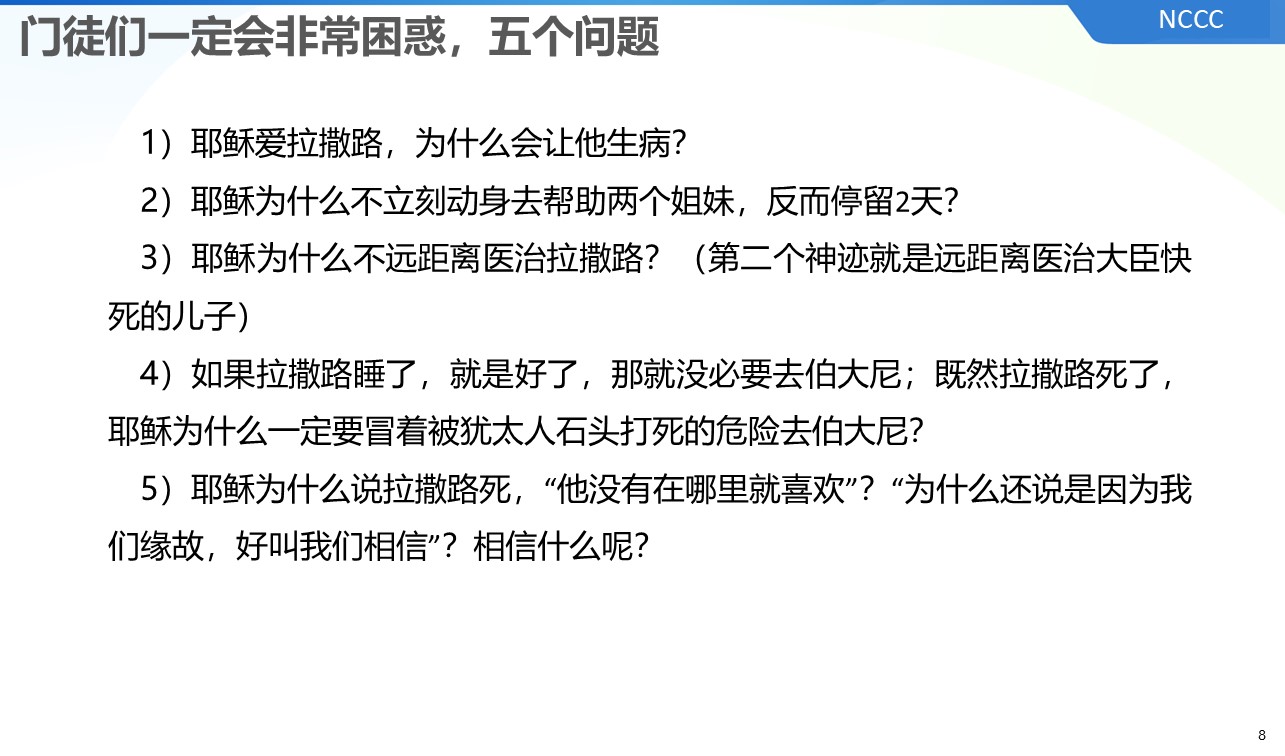 门徒们一定会非常困惑，五个问题
NCCC
1）耶稣爱拉撒路，为什么会让他生病？
2）耶稣为什么不立刻动身去帮助两个姐妹，反而停留2天？
3）耶稣为什么不远距离医治拉撒路？（第二个神迹就是远距离医治大臣快
死的儿子）
4）如果拉撒路睡了，就是好了，那就没必要去伯大尼；既然拉撒路死了，
耶稣为什么一定要冒着被犹太人石头打死的危险去伯大尼？
5）耶稣为什么说拉撒路死，“他没有在哪里就喜欢”？“为什么还说是因为我
们缘故，好叫我们相信”？相信什么呢？
8